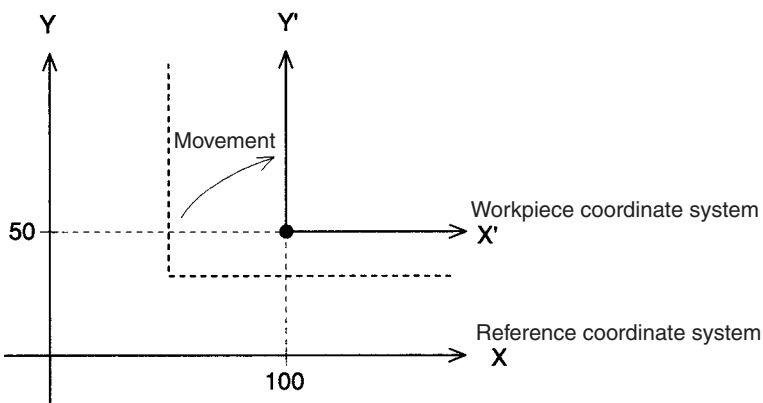 Y
Y'
Movement
50
Workpiece coordinate system
X'
Reference coordinate system
X
100